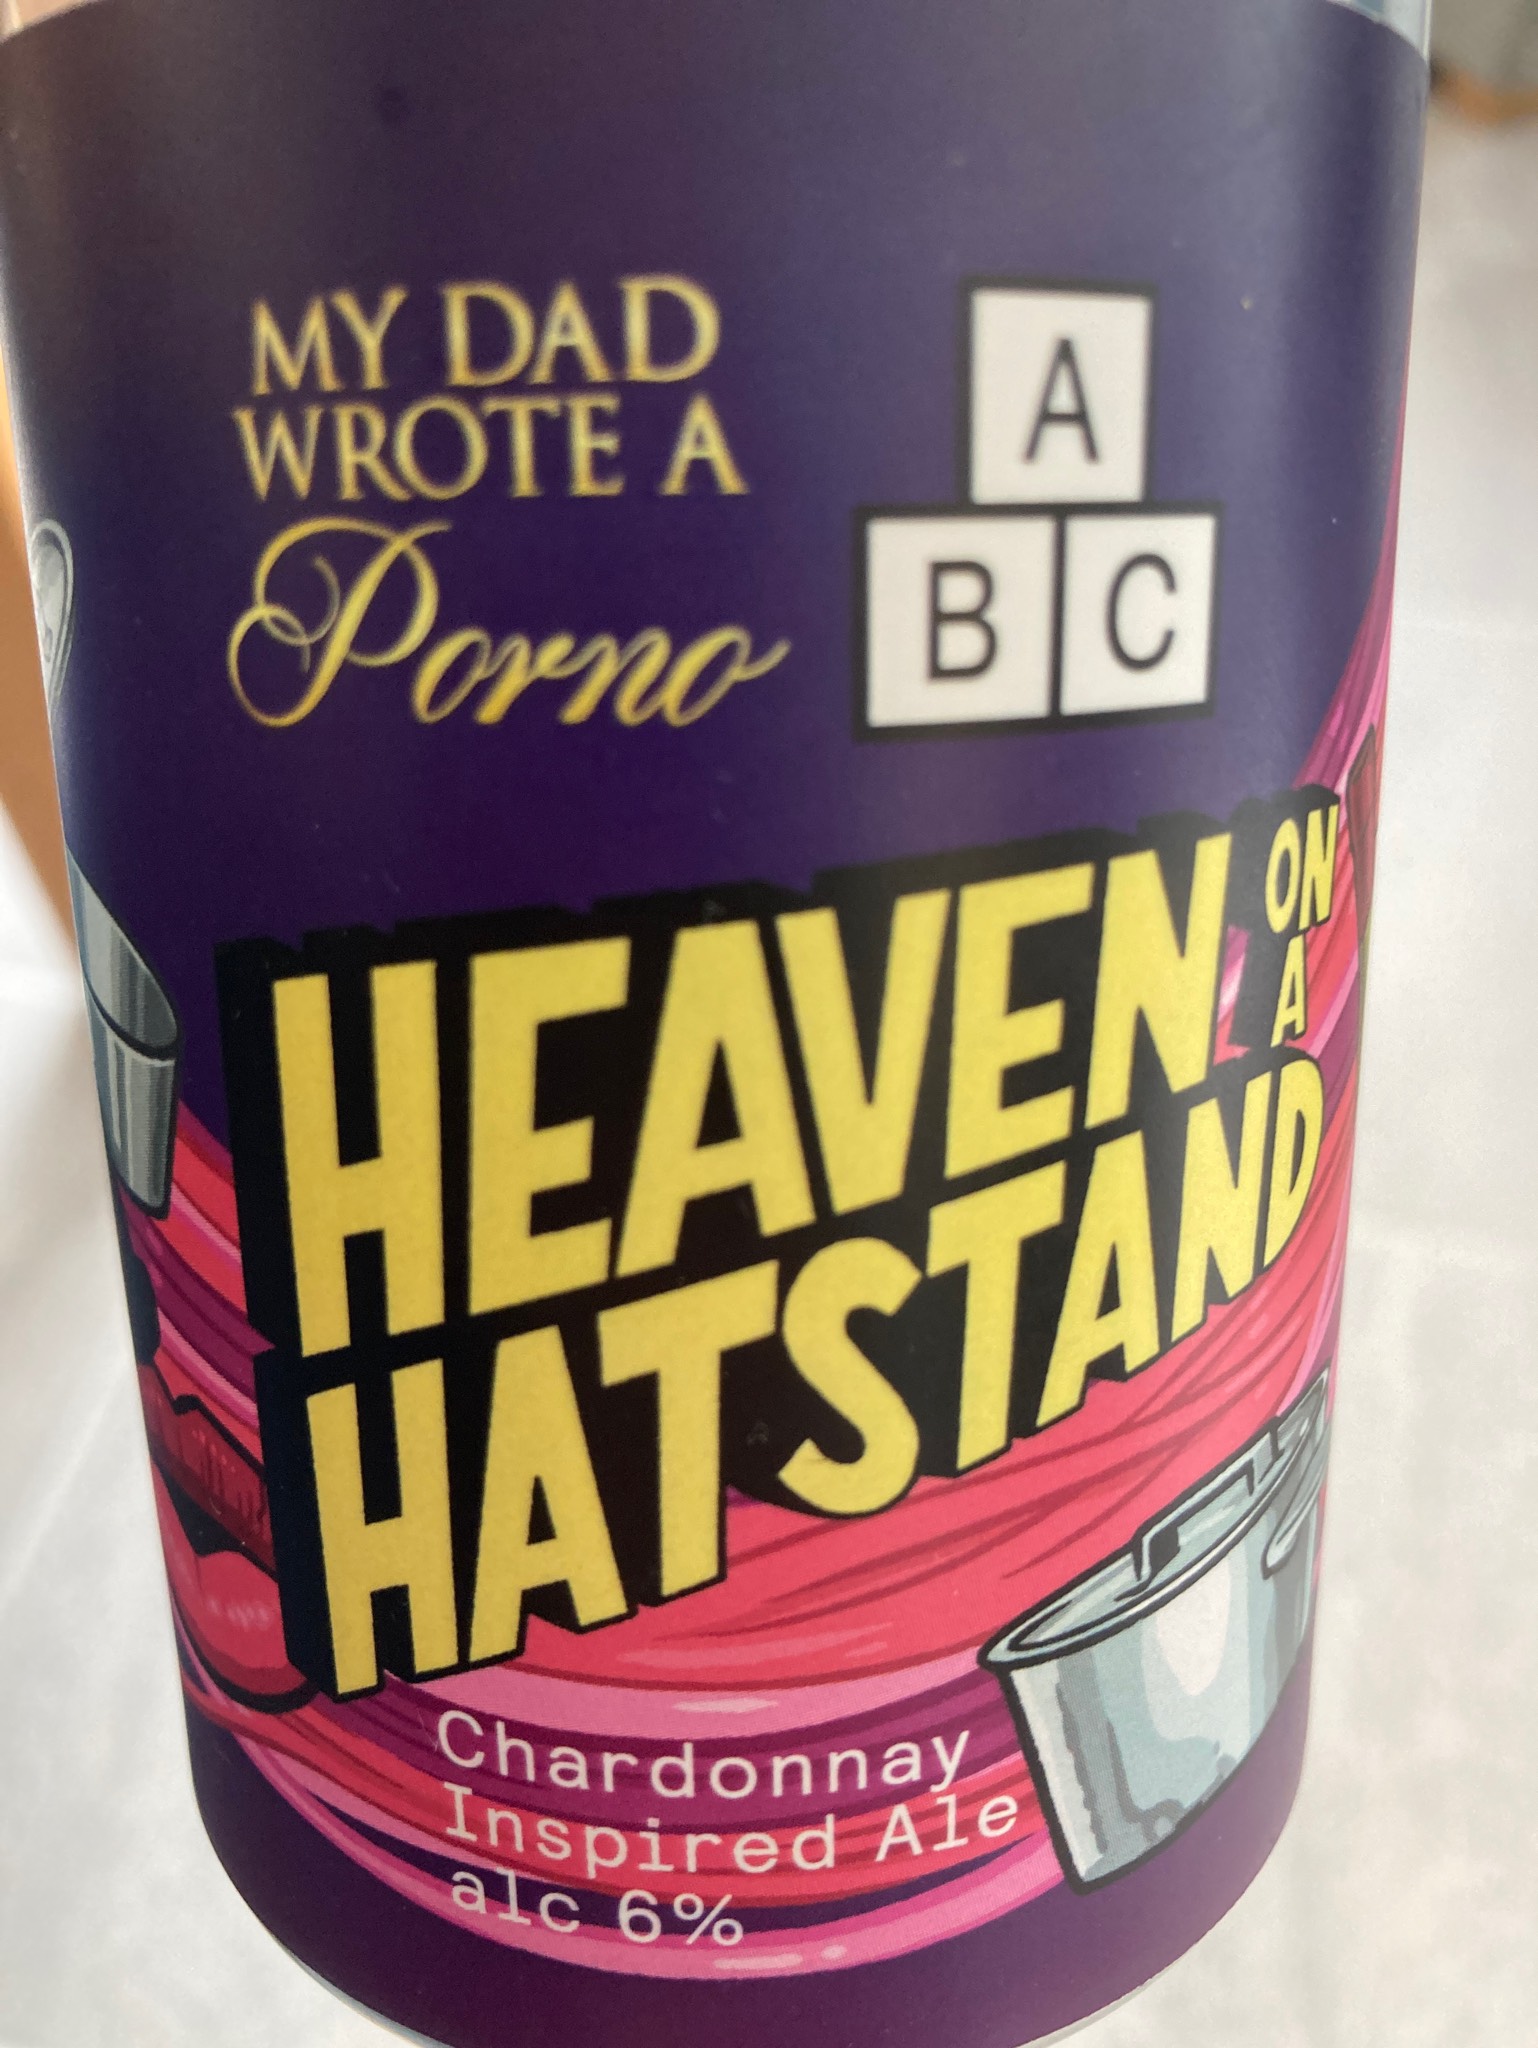 MY DAD
WROTE A
Porno
A
B C
HEAVEN ON
A
HATSTAND
Chardonnay
Inspired Ale
alc 6%